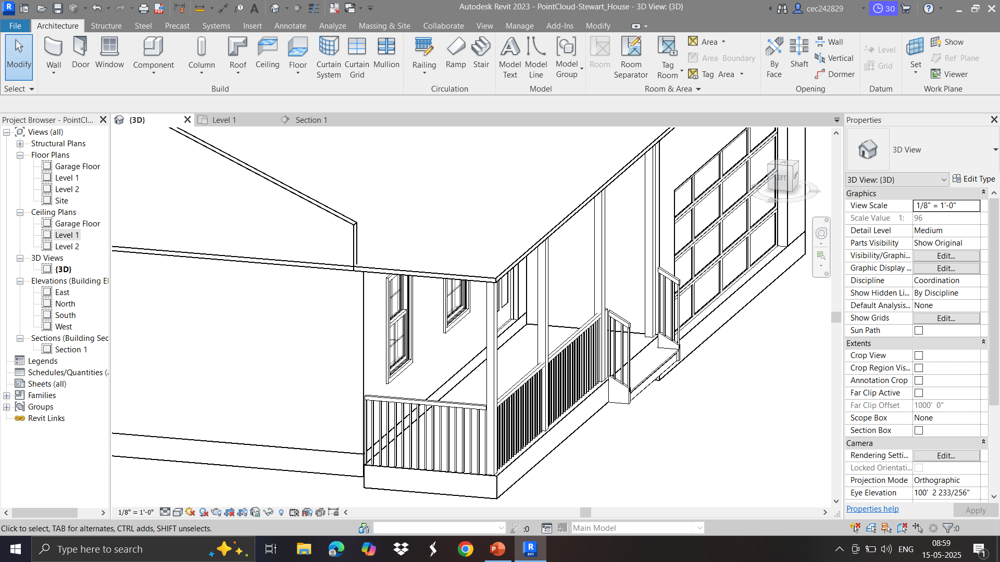 Autodesk Revit 2023 - PointCloud-Stewart_House - 3D View: {3D}
cec242829
30
File Architecture Structure Steel Precast Systems Insert Annotate Analyze Massing & Site Collaborate View Manage Add-Ins Modify
Modify
Wall
Door
Window
Component
Column
Roof
Ceiling
Floor
Curtain System
Curtain Grid
Mullion
Railing
Ramp
Stair
Model Text
Model Line
Model Group
Room
Room Separator
Tag Room
Area
Area Boundary
Tag Area
By Face
Shaft
Wall
Vertical
Dormer
Level
Grid
Set
Show
Ref Plane
Viewer
Select
Build
Circulation
Model
Room & Area
Opening
Datum
Work Plane
Project Browser - PointCl...
Views (all)
Structural Plans
Floor Plans
Garage Floor
Level 1
Level 2
Site
Ceiling Plans
Garage Floor
Level 1
Level 2
3D Views
{3D}
Elevations (Building El
East
North
South
West
Sections (Building Sec
Section 1
Legends
Schedules/Quantities (a
Sheets (all)
Families
Groups
Revit Links
{3D}
Level 1
Section 1
LEFT
Properties
3D View
3D View: {3D}
Edit Type
Graphics
View Scale 1/8" = 1'-0"
Scale Value 1: 96
Detail Level Medium
Parts Visibility Show Original
Visibility/Graphi... Edit...
Graphic Display ... Edit...
Discipline Coordination
Show Hidden Li... By Discipline
Default Analysis... None
Show Grids Edit...
Sun Path
Extents
Crop View
Crop Region Vis...
Annotation Crop
Far Clip Active
Far Clip Offset 1000' 0"
Scope Box None
Section Box
Camera
Rendering Setti... Edit...
Locked Orientati...
Projection Mode Orthographic
Eye Elevation 100' 2 233/256"
Properties help
Apply
1/8" = 1'-0"
Click to select, TAB for alternates, CTRL adds, SHIFT unselects.
:0
Main Model
:0
Type here to search
ENG
08:59
15-05-2025
1